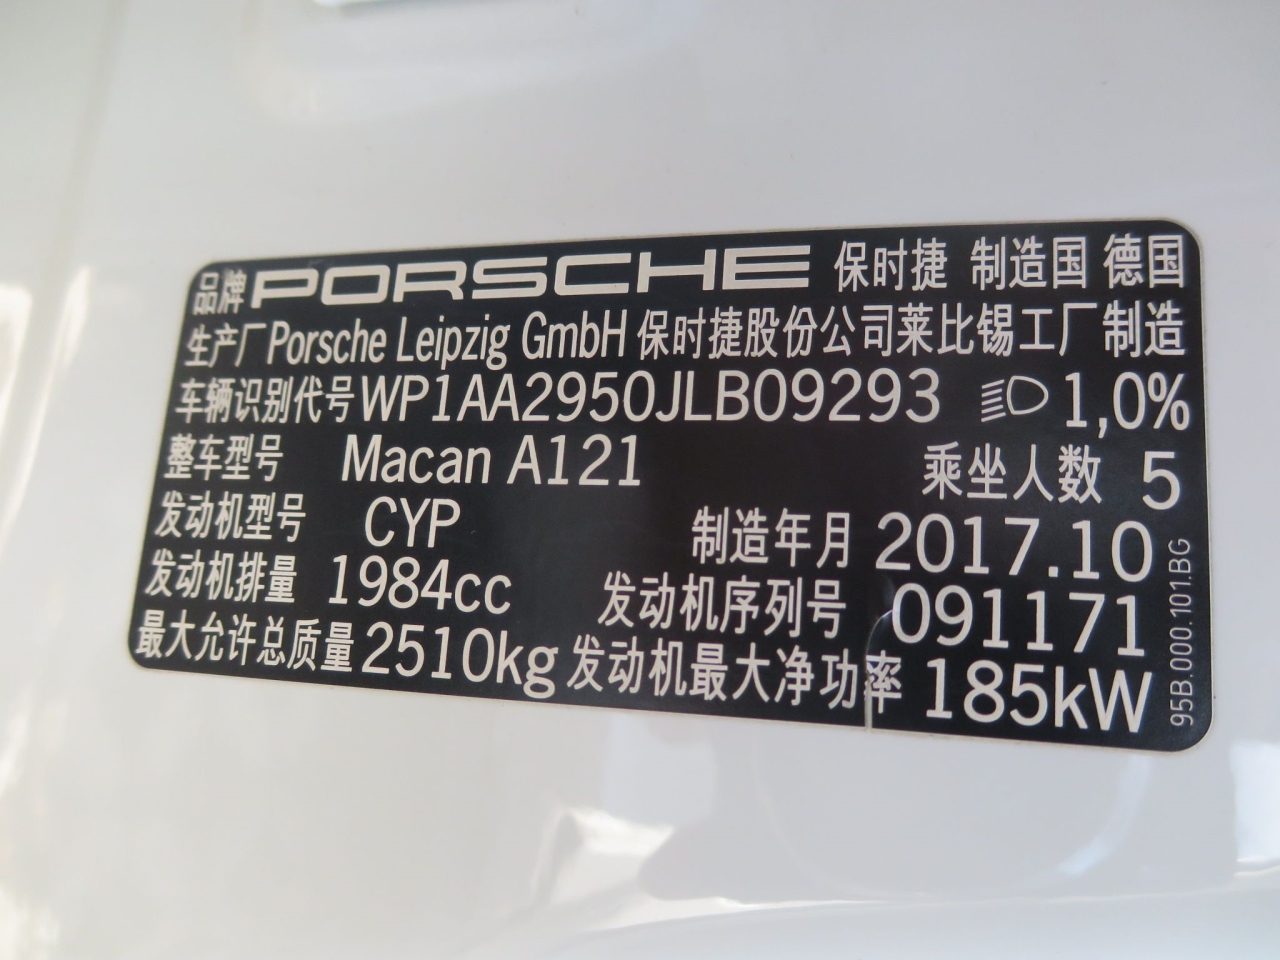 品牌 PORSCHE 保时捷 制造国 德国
生产厂 Porsche Leipzig GmbH 保时捷股份公司莱比锡工厂 制造
车辆识别代号 WP1AA2950JLB09293 1,0%
整车型号 Macan A121 乘坐人数 5
发动机型号 CYP 制造年月 2017.10
发动机排量 1984cc 发动机序列号 091171
最大允许总质量 2510kg 发动机最大净功率 185kW
95B.000.101.BG